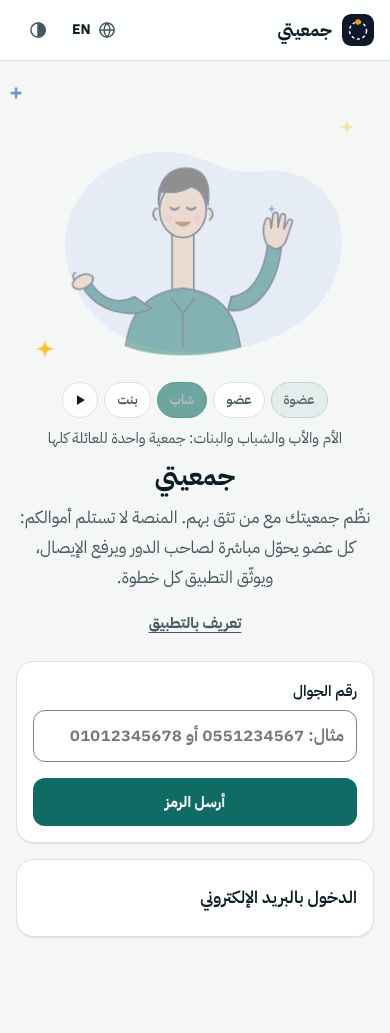 جمعيتي
EN
عضوة
عضو
شاب
بنت
الأم والأب والشباب والبنات: جمعية واحدة للعائلة كلها
جمعيتي
نظّم جمعيتك مع من تثق بهم. المنصة لا تستلم أموالكم:
كل عضو يحوّل مباشرة لصاحب الدور ويرفع الإيصال،
ويوثّق التطبيق كل خطوة.
تعريف بالتطبيق
رقم الجوال
مثال: 0551234567 أو 01012345678
أرسل الرمز
الدخول بالبريد الإلكتروني